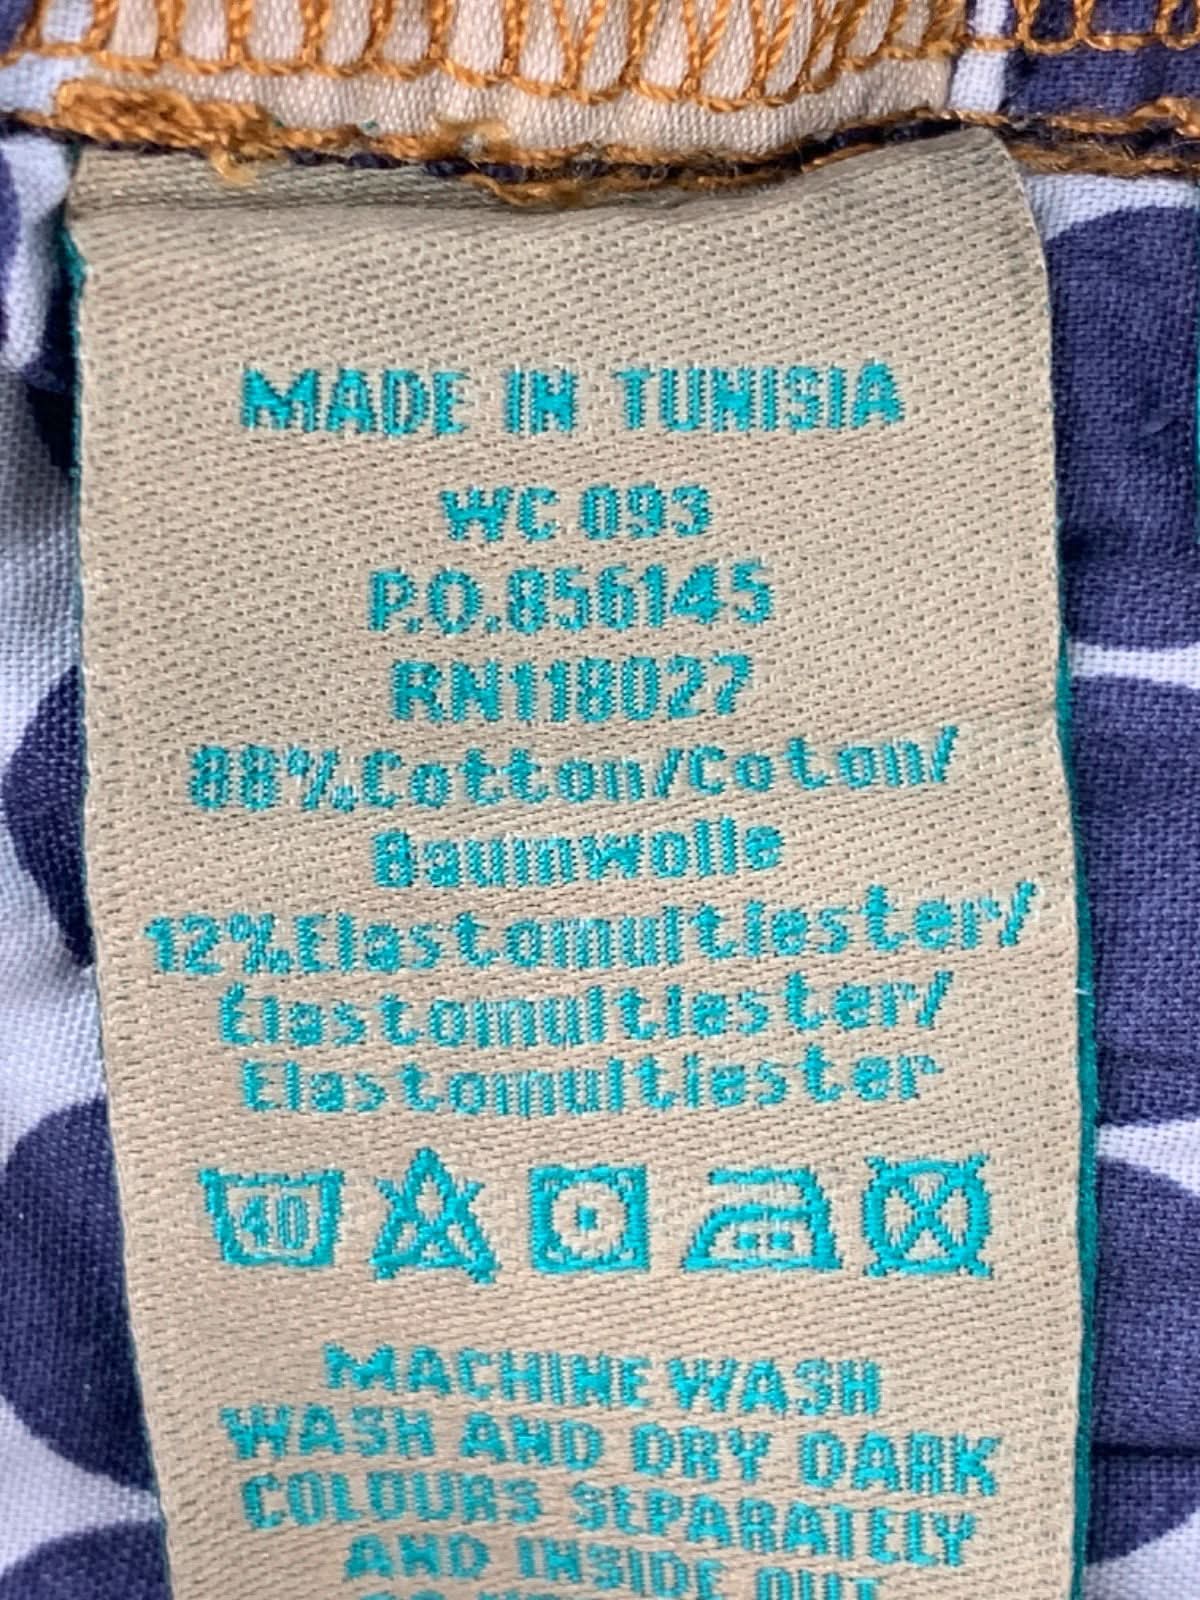 MADE IN TUNISIA
WC 093
P.O.856145
RN118027
88%Cotton/Coton/
Baumwolle
12%Elastomultiester/
Elastomultiester/
Elastomultiester
40
MACHINE WASH
WASH AND DRY DARK
COLOURS SEPARATELY
AND INSIDE OUT